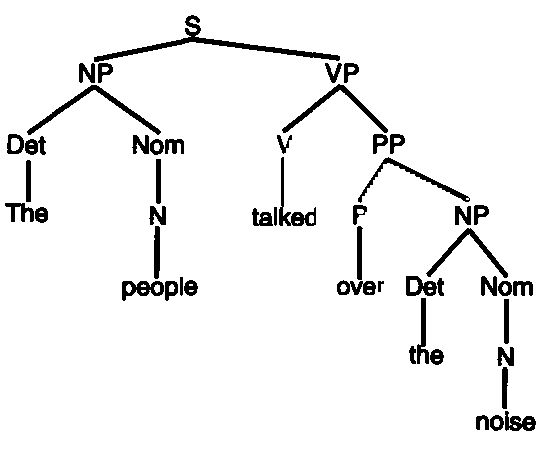 S
NP VP
Det Nom V PP
The N talked P NP
people over Det Nom
the N
noise